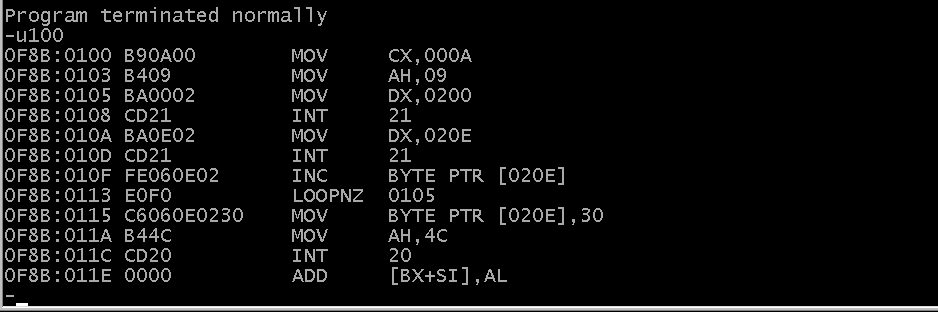 Program terminated normally
-u100
0F8B:0100 B90A00 MOV CX,000A
0F8B:0103 B409 MOV AH,09
0F8B:0105 BA0002 MOV DX,0200
0F8B:0108 CD21 INT 21
0F8B:010A BA0E02 MOV DX,020E
0F8B:010D CD21 INT 21
0F8B:010F FE060E02 INC BYTE PTR [020E]
0F8B:0113 E0F0 LOOPNZ 0105
0F8B:0115 C6060E0230 MOV BYTE PTR [020E],30
0F8B:011A B44C MOV AH,4C
0F8B:011C CD20 INT 20
0F8B:011E 0000 ADD [BX+SI],AL
-_